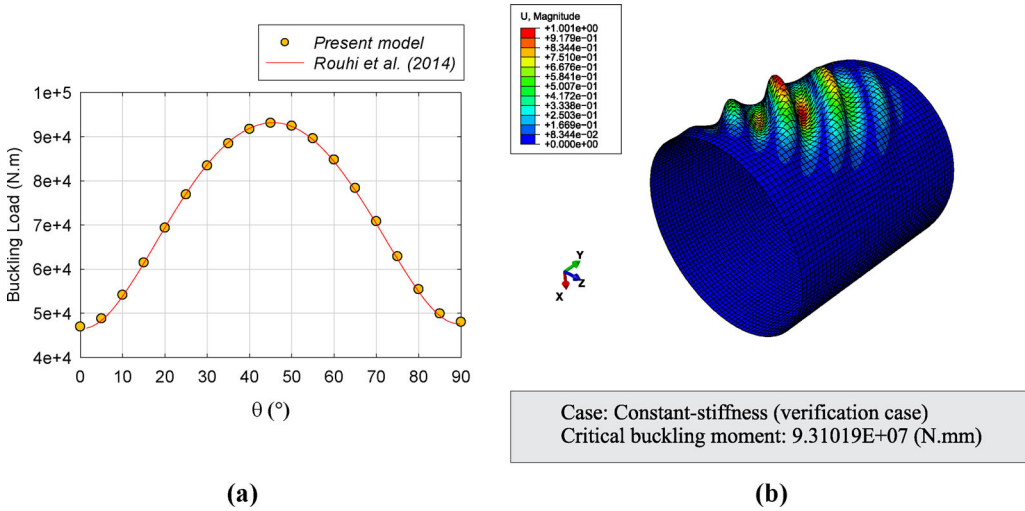 Present model
Rouhi et al. (2014)
1e+5
9e+4
8e+4
7e+4
6e+4
5e+4
4e+4
Buckling Load (N.m)
0 10 20 30 40 50 60 70 80 90
θ (°)
(a)
U, Magnitude
+1.001e+00
+9.179e−01
+8.344e−01
+7.510e−01
+6.676e−01
+5.841e−01
+5.007e−01
+4.172e−01
+3.338e−01
+2.503e−01
+1.669e−01
+8.344e−02
+0.000e+00
Y
Z
X
Case: Constant-stiffness (verification case)
Critical buckling moment: 9.31019E+07 (N.mm)
(b)